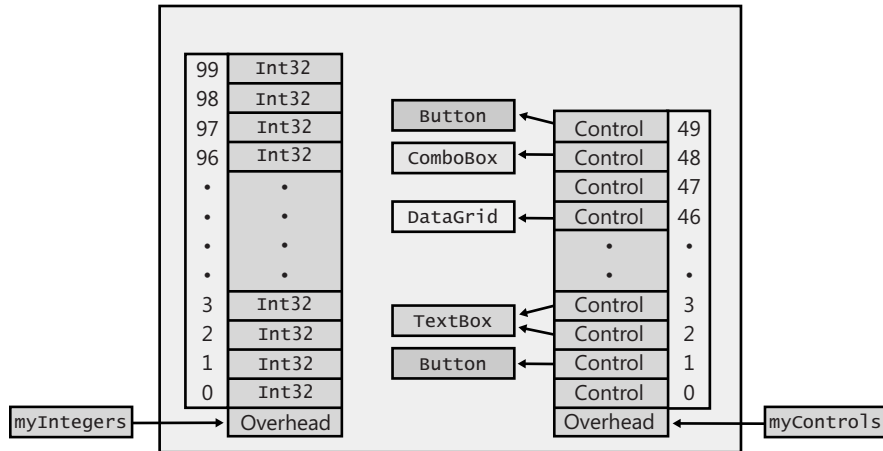 99 Int32
98 Int32
97 Int32
96 Int32
3 Int32
2 Int32
1 Int32
0 Int32
myIntegers
Overhead
Button
ComboBox
DataGrid
TextBox
Button
Control 49
Control 48
Control 47
Control 46
Control 3
Control 2
Control 1
Control 0
Overhead
myControls